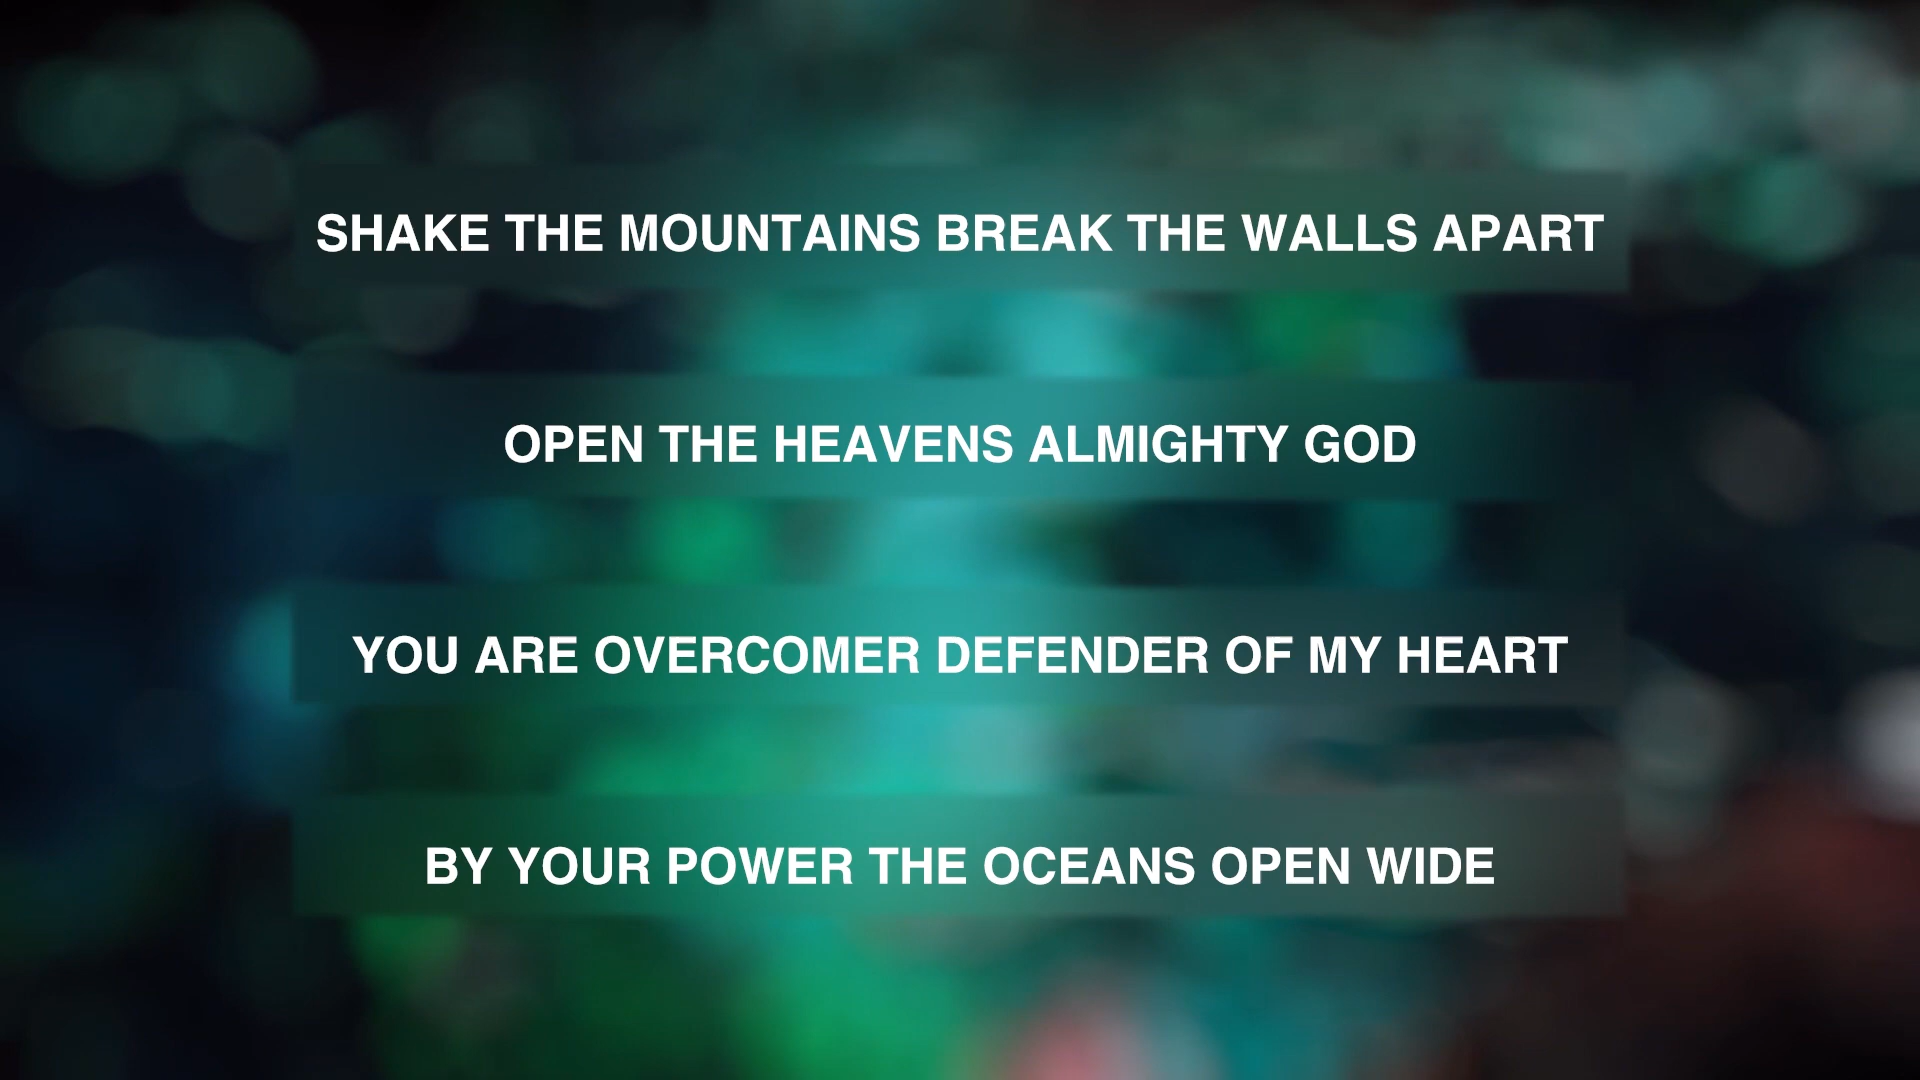 SHAKE THE MOUNTAINS BREAK THE WALLS APART
OPEN THE HEAVENS ALMIGHTY GOD
YOU ARE OVERCOMER DEFENDER OF MY HEART
BY YOUR POWER THE OCEANS OPEN WIDE